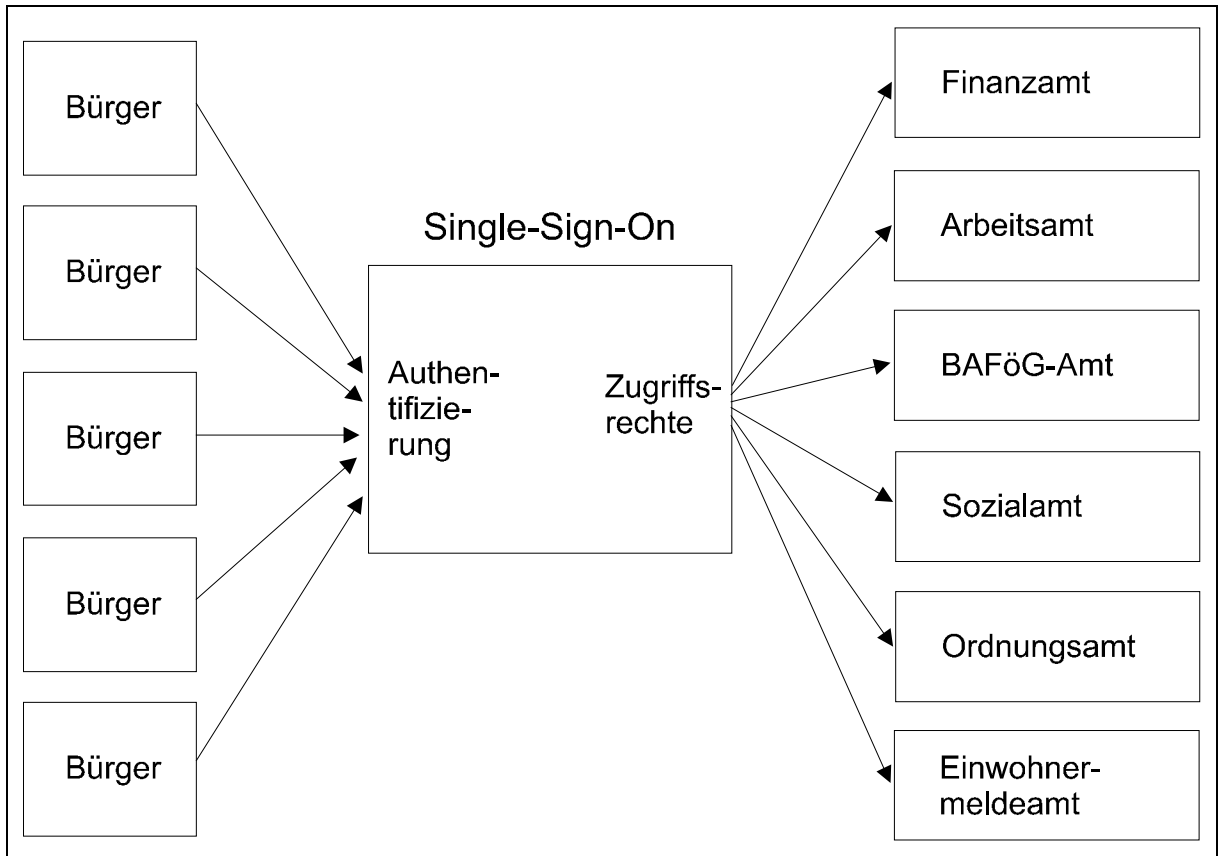 Bürger
Bürger
Bürger
Bürger
Bürger
Single-Sign-On
Authen-
tifizie-
rung
Zugriffs-
rechte
Finanzamt
Arbeitsamt
BAFöG-Amt
Sozialamt
Ordnungsamt
Einwohner-
meldeamt